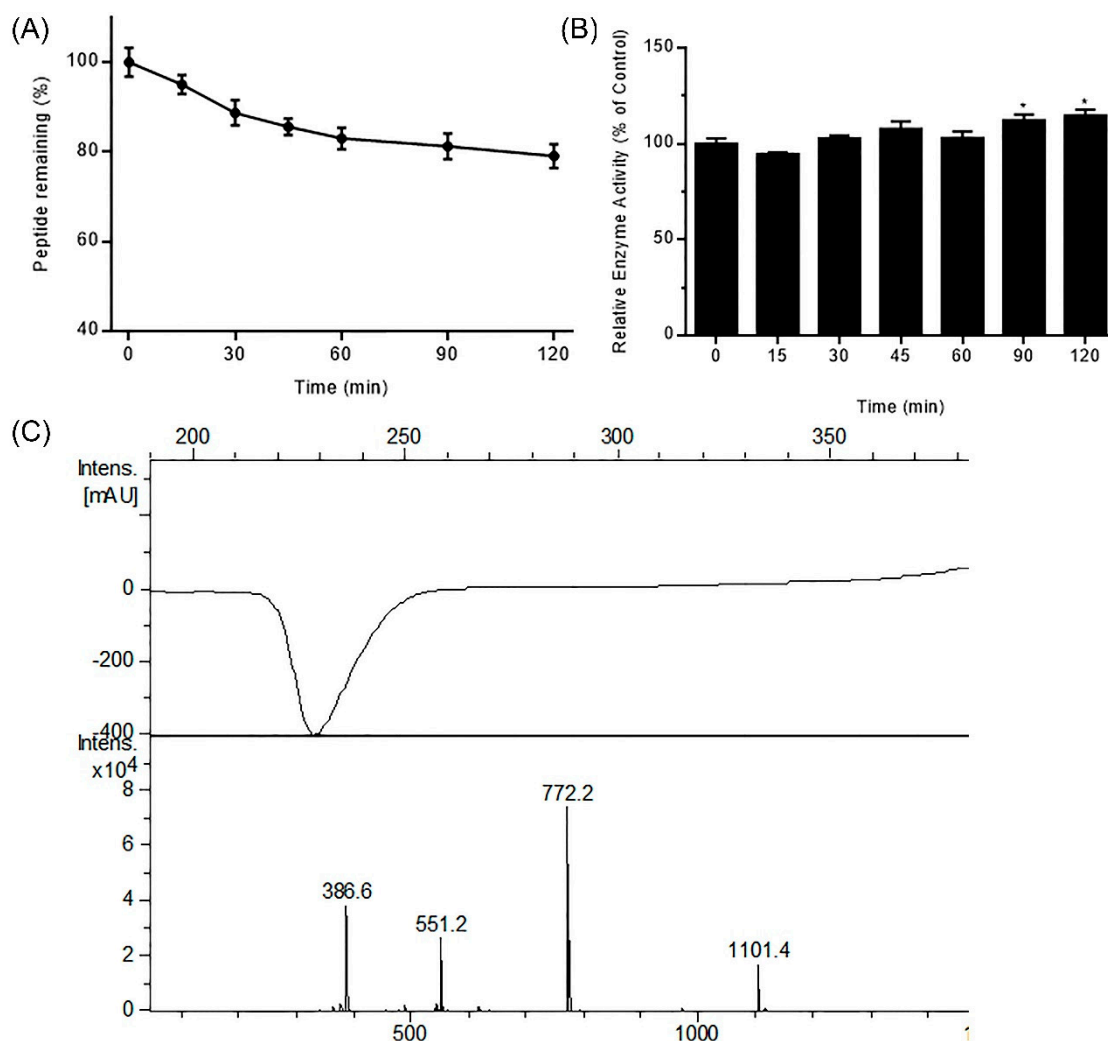 (A)
Peptide remaining (%)
100
80
60
40
0 30 60 90 120
Time (min)
(B)
Relative Enzyme Activity (% of Control)
150
100
50
0
* *
0 15 30 45 60 90 120
Time (min)
(C)
200 250 300 350
Intens.
[mAU]
0
-200
-400
Intens.
x10⁴
8
6
4
2
0
772.2
386.6
551.2
1101.4
500 1000